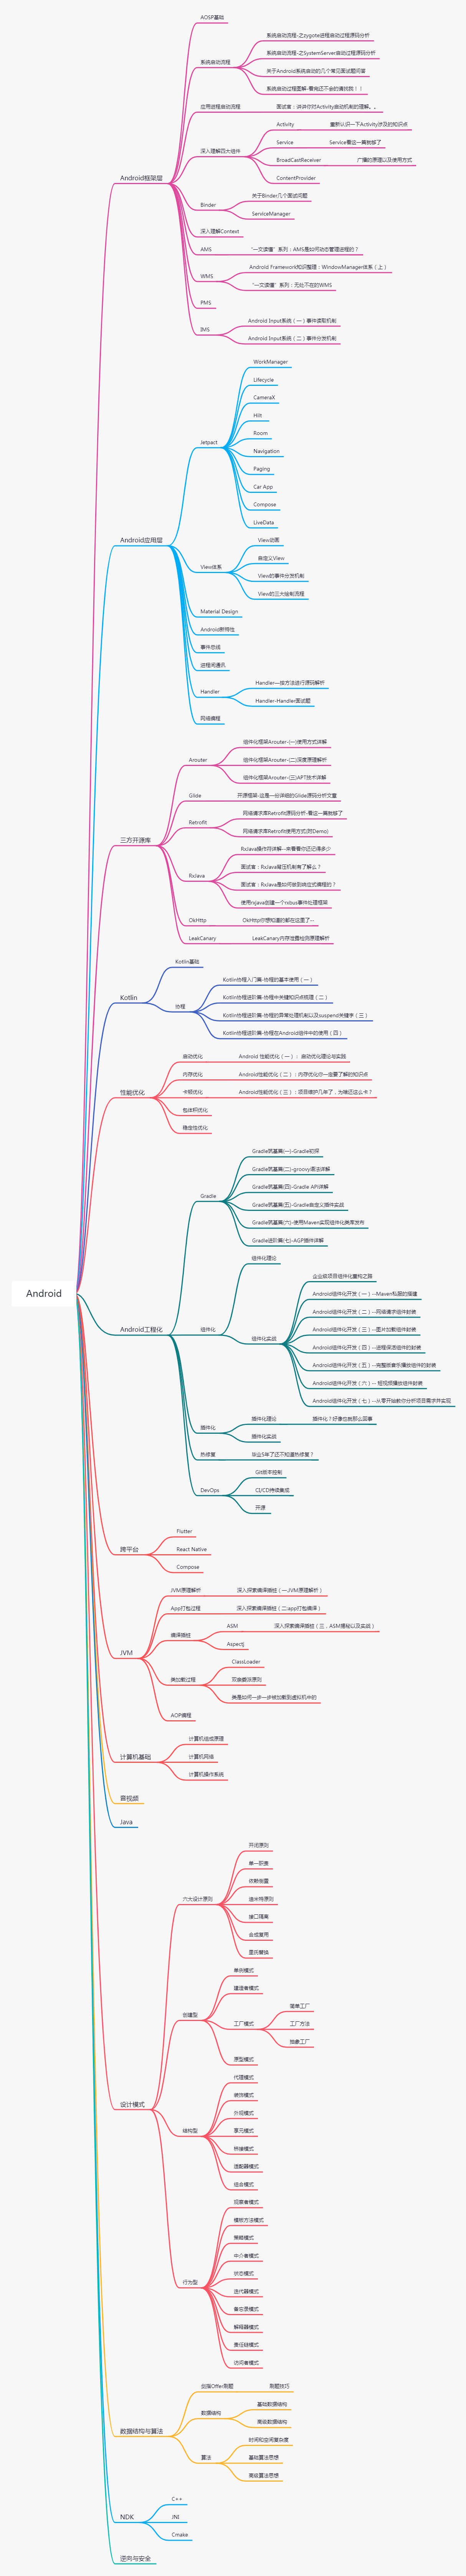 Android
Android框架层
AOSP基础
系统启动流程
系统启动流程-之zygote进程启动过程源码分析
系统启动流程-之SystemServer启动过程源码分析
关于Android系统启动的几个常见面试题问答
系统启动过程图解-看完还不会的请找我！！
应用进程启动流程
面试官：讲讲你对Activity启动机制的理解。。
深入理解四大组件
Activity
重新认识一下Activity涉及的知识点
Service
Service看这一篇就够了
BroadCastReceiver
广播的原理以及使用方式
ContentProvider
Binder
关于Binder几个面试问题
ServiceManager
深入理解Context
AMS
“一文读懂”系列：AMS是如何动态管理进程的？
WMS
Android Framework知识整理：WindowManager体系（上）
“一文读懂”系列：无处不在的WMS
PMS
IMS
Android Input系统（一）事件读取机制
Android Input系统（二）事件分发机制
Android应用层
Jetpact
WorkManager
Lifecycle
CameraX
Hilt
Room
Navigation
Paging
Car App
Compose
LiveData
View体系
View动画
自定义View
View的事件分发机制
View的三大绘制流程
Material Design
Android新特性
事件总线
进程间通讯
Handler
Handler—按方法进行源码解析
Handler-Handler面试题
网络编程
三方开源库
Arouter
组件化框架Arouter-(一)使用方式详解
组件化框架Arouter-(二)深度原理解析
组件化框架Arouter-(三)APT技术详解
Glide
开源框架-这是一份详细的Glide源码分析文章
Retrofit
网络请求库Retrofit源码分析-看这一篇就够了
网络请求库Retrofit使用方式(附Demo)
RxJava
RxJava操作符详解--来看看你还记得多少
面试官：RxJava背压机制有了解么？
面试官：RxJava是如何做到响应式编程的？
使用rxjava创建一个rxbus事件处理框架
OkHttp
OkHttp你想知道的都在这里了--
LeakCanary
LeakCanary内存泄露检测原理解析
Kotlin
Kotlin基础
协程
Kotlin协程入门篇-协程的基本使用（一）
Kotlin协程进阶篇-协程中关键知识点梳理（二）
Kotlin协程进阶篇-协程的异常处理机制以及suspend关键字（三）
Kotlin协程进阶篇-协程在Android组件中的使用（四）
性能优化
启动优化
Android 性能优化（一）： 启动优化理论与实践
内存优化
Android性能优化（二）：内存优化你一定要了解的知识点
卡顿优化
Android性能优化（三）：项目维护几年了，为啥还这么卡？
包体积优化
稳定性优化
Android工程化
Gradle
Gradle筑基篇(一)-Gradle初探
Gradle筑基篇(二)-groovy语法详解
Gradle筑基篇(四)-Gradle API详解
Gradle筑基篇(五)-Gradle自定义插件实战
Gradle筑基篇(六)-使用Maven实现组件化类库发布
Gradle进阶篇(七)-AGP插件详解
组件化
组件化理论
组件化实战
企业级项目组件化重构之路
Android组件化开发（一）--Maven私服的搭建
Android组件化开发（二）--网络请求组件封装
Android组件化开发（三）--图片加载组件封装
Android组件化开发（四）--进程保活组件的封装
Android组件化开发（五）--完整版音乐播放组件的封装
Android组件化开发（六）-- 短视频播放组件封装
Android组件化开发（七）--从零开始教你分析项目需求并实现
插件化
插件化理论
插件化？好像也就那么回事
插件化实战
热修复
毕业5年了还不知道热修复？
DevOps
Git版本控制
CI/CD持续集成
开源
跨平台
Flutter
React Native
Compose
JVM
JVM原理解析
深入探索编译插桩（一.JVM原理解析）
App打包过程
深入探索编译插桩（二:app打包编译）
编译插桩
ASM
深入探索编译插桩（三，ASM揭秘以及实战）
Aspectj
类加载过程
ClassLoader
双亲委派原则
类是如何一步一步被加载到虚拟机中的
AOP编程
计算机基础
计算机组成原理
计算机网络
计算机操作系统
音视频
Java
设计模式
六大设计原则
开闭原则
单一职责
依赖倒置
迪米特原则
接口隔离
合成复用
里氏替换
创建型
单例模式
建造者模式
工厂模式
简单工厂
工厂方法
抽象工厂
原型模式
结构型
代理模式
装饰模式
外观模式
享元模式
桥接模式
适配器模式
组合模式
行为型
观察者模式
模板方法模式
策略模式
中介者模式
状态模式
迭代器模式
备忘录模式
解释器模式
责任链模式
访问者模式
数据结构与算法
剑指Offer刷题
刷题技巧
数据结构
基础数据结构
高级数据结构
算法
时间和空间复杂度
基础算法思想
高级算法思想
NDK
C++
JNI
Cmake
逆向与安全